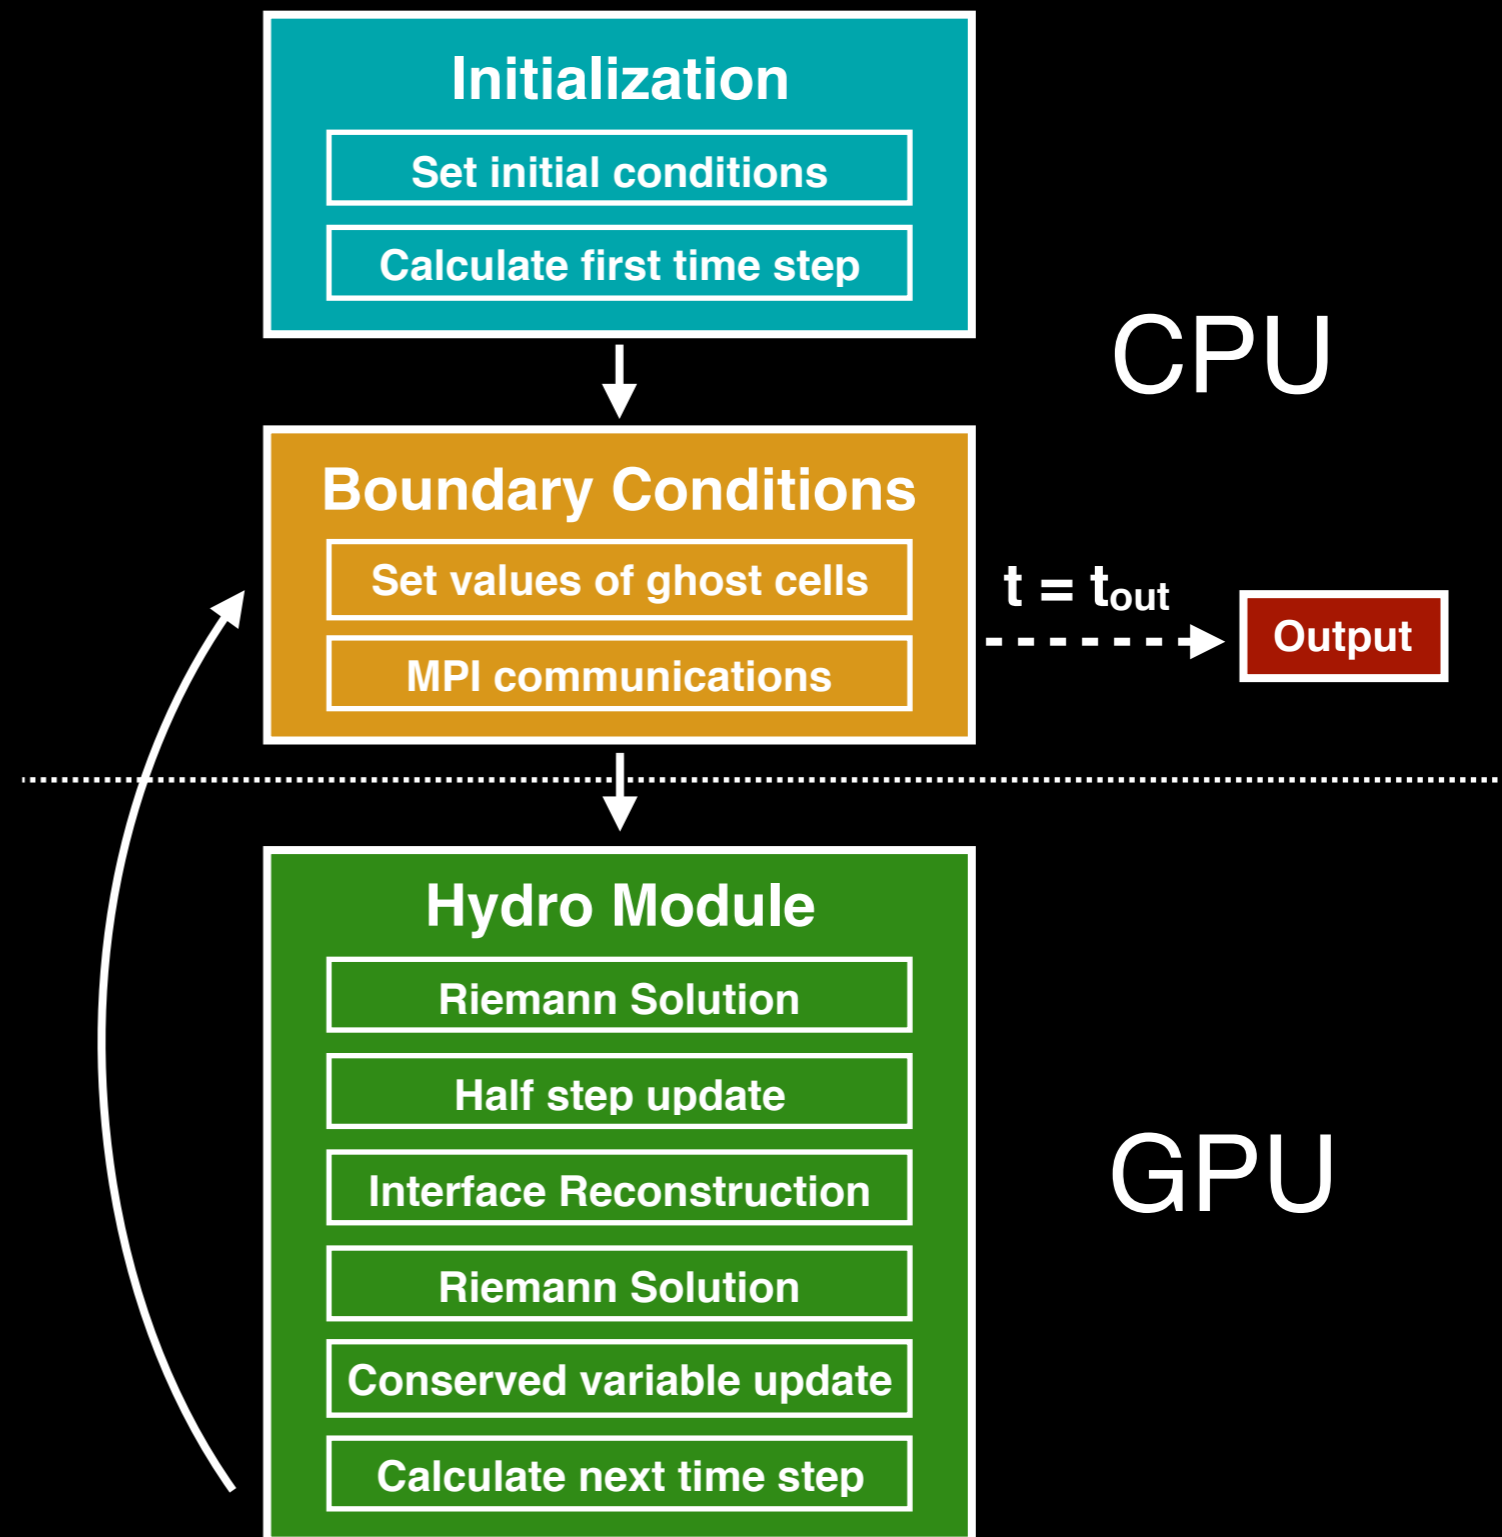 Initialization
Set initial conditions
Calculate first time step
CPU
Boundary Conditions
Set values of ghost cells
MPI communications
t = tout
Output
Hydro Module
Riemann Solution
Half step update
Interface Reconstruction
Riemann Solution
Conserved variable update
Calculate next time step
GPU